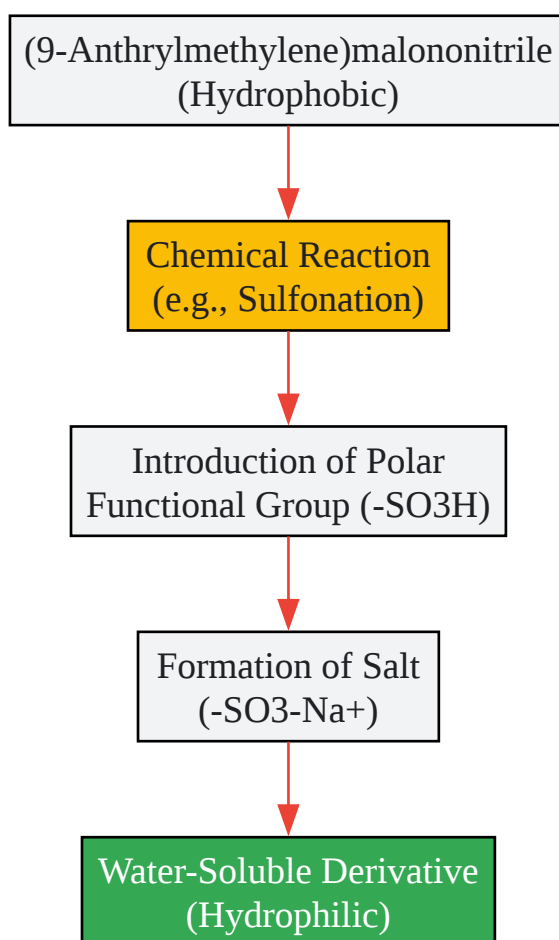 (9-Anthrylmethylene)malononitrile
(Hydrophobic)
Chemical Reaction
(e.g., Sulfonation)
Introduction of Polar
Functional Group (-SO3H)
Formation of Salt
(-SO3-Na+)
Water-Soluble Derivative
(Hydrophilic)